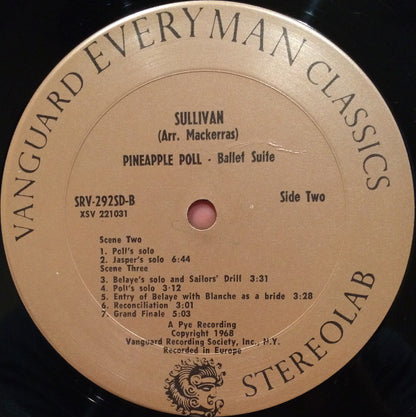 VANGUARD EVERYMAN CLASSICS
SULLIVAN
(Arr. Mackerras)
PINEAPPLE POLL - Ballet Suite
SRV-292SD-B
XSV 221031
Side Two
Scene Two
1. Poll's solo
2. Jasper's solo 6:44
Scene Three
3. Belaye's solo and Sailors' Drill 3:31
4. Poll's solo 3:12
5. Entry of Belaye with Blanche as a bride 3:28
6. Reconciliation 3:01
7. Grand Finale 5:03
A Pye Recording
Copyright 1968
Vanguard Recording Society, Inc., N.Y.
Recorded in Europe
STEREOLAB